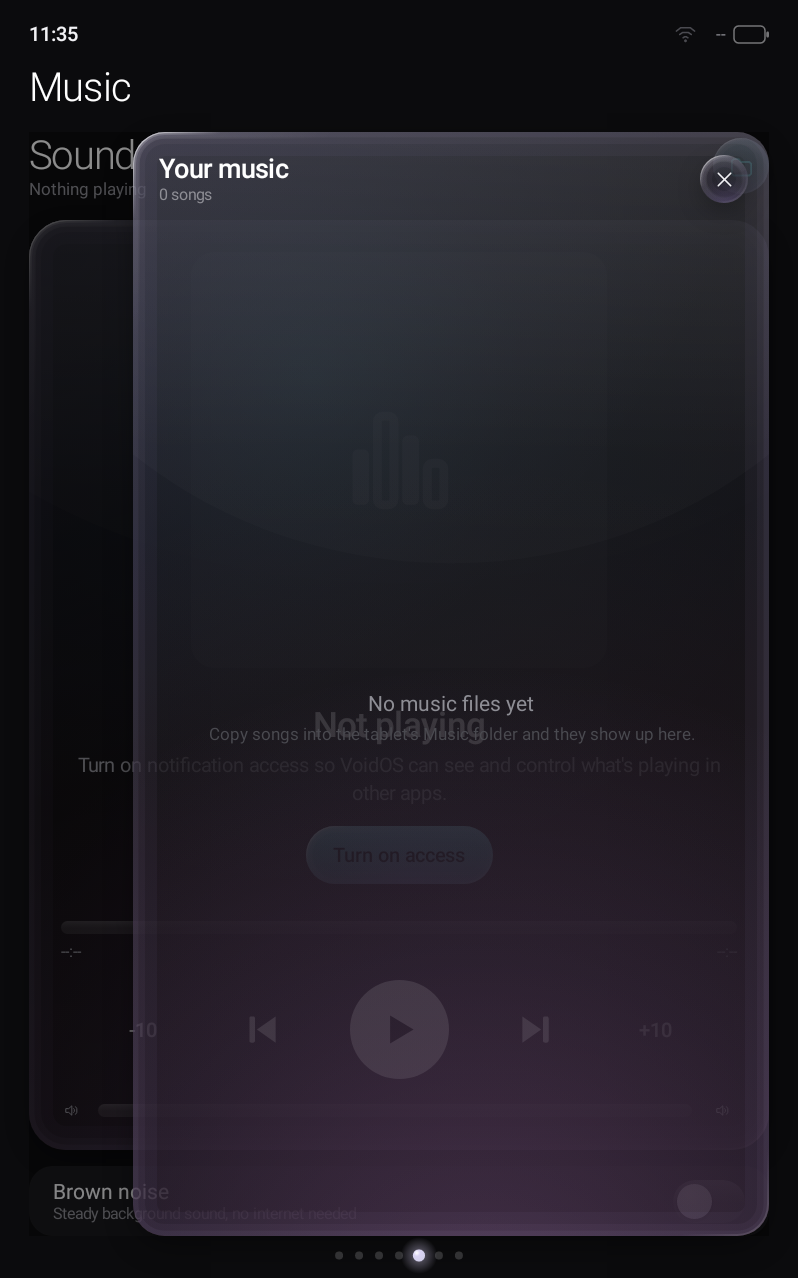 11:35
--
Music
Sound
Nothing playing
Your music
0 songs
No music files yet
Not playing
Copy songs into the tablet's Music folder and they show up here.
Turn on notification access so VoidOS can see and control what's playing in
other apps.
Turn on access
--:--
--:--
-10
+10
Brown noise
Steady background sound, no internet needed